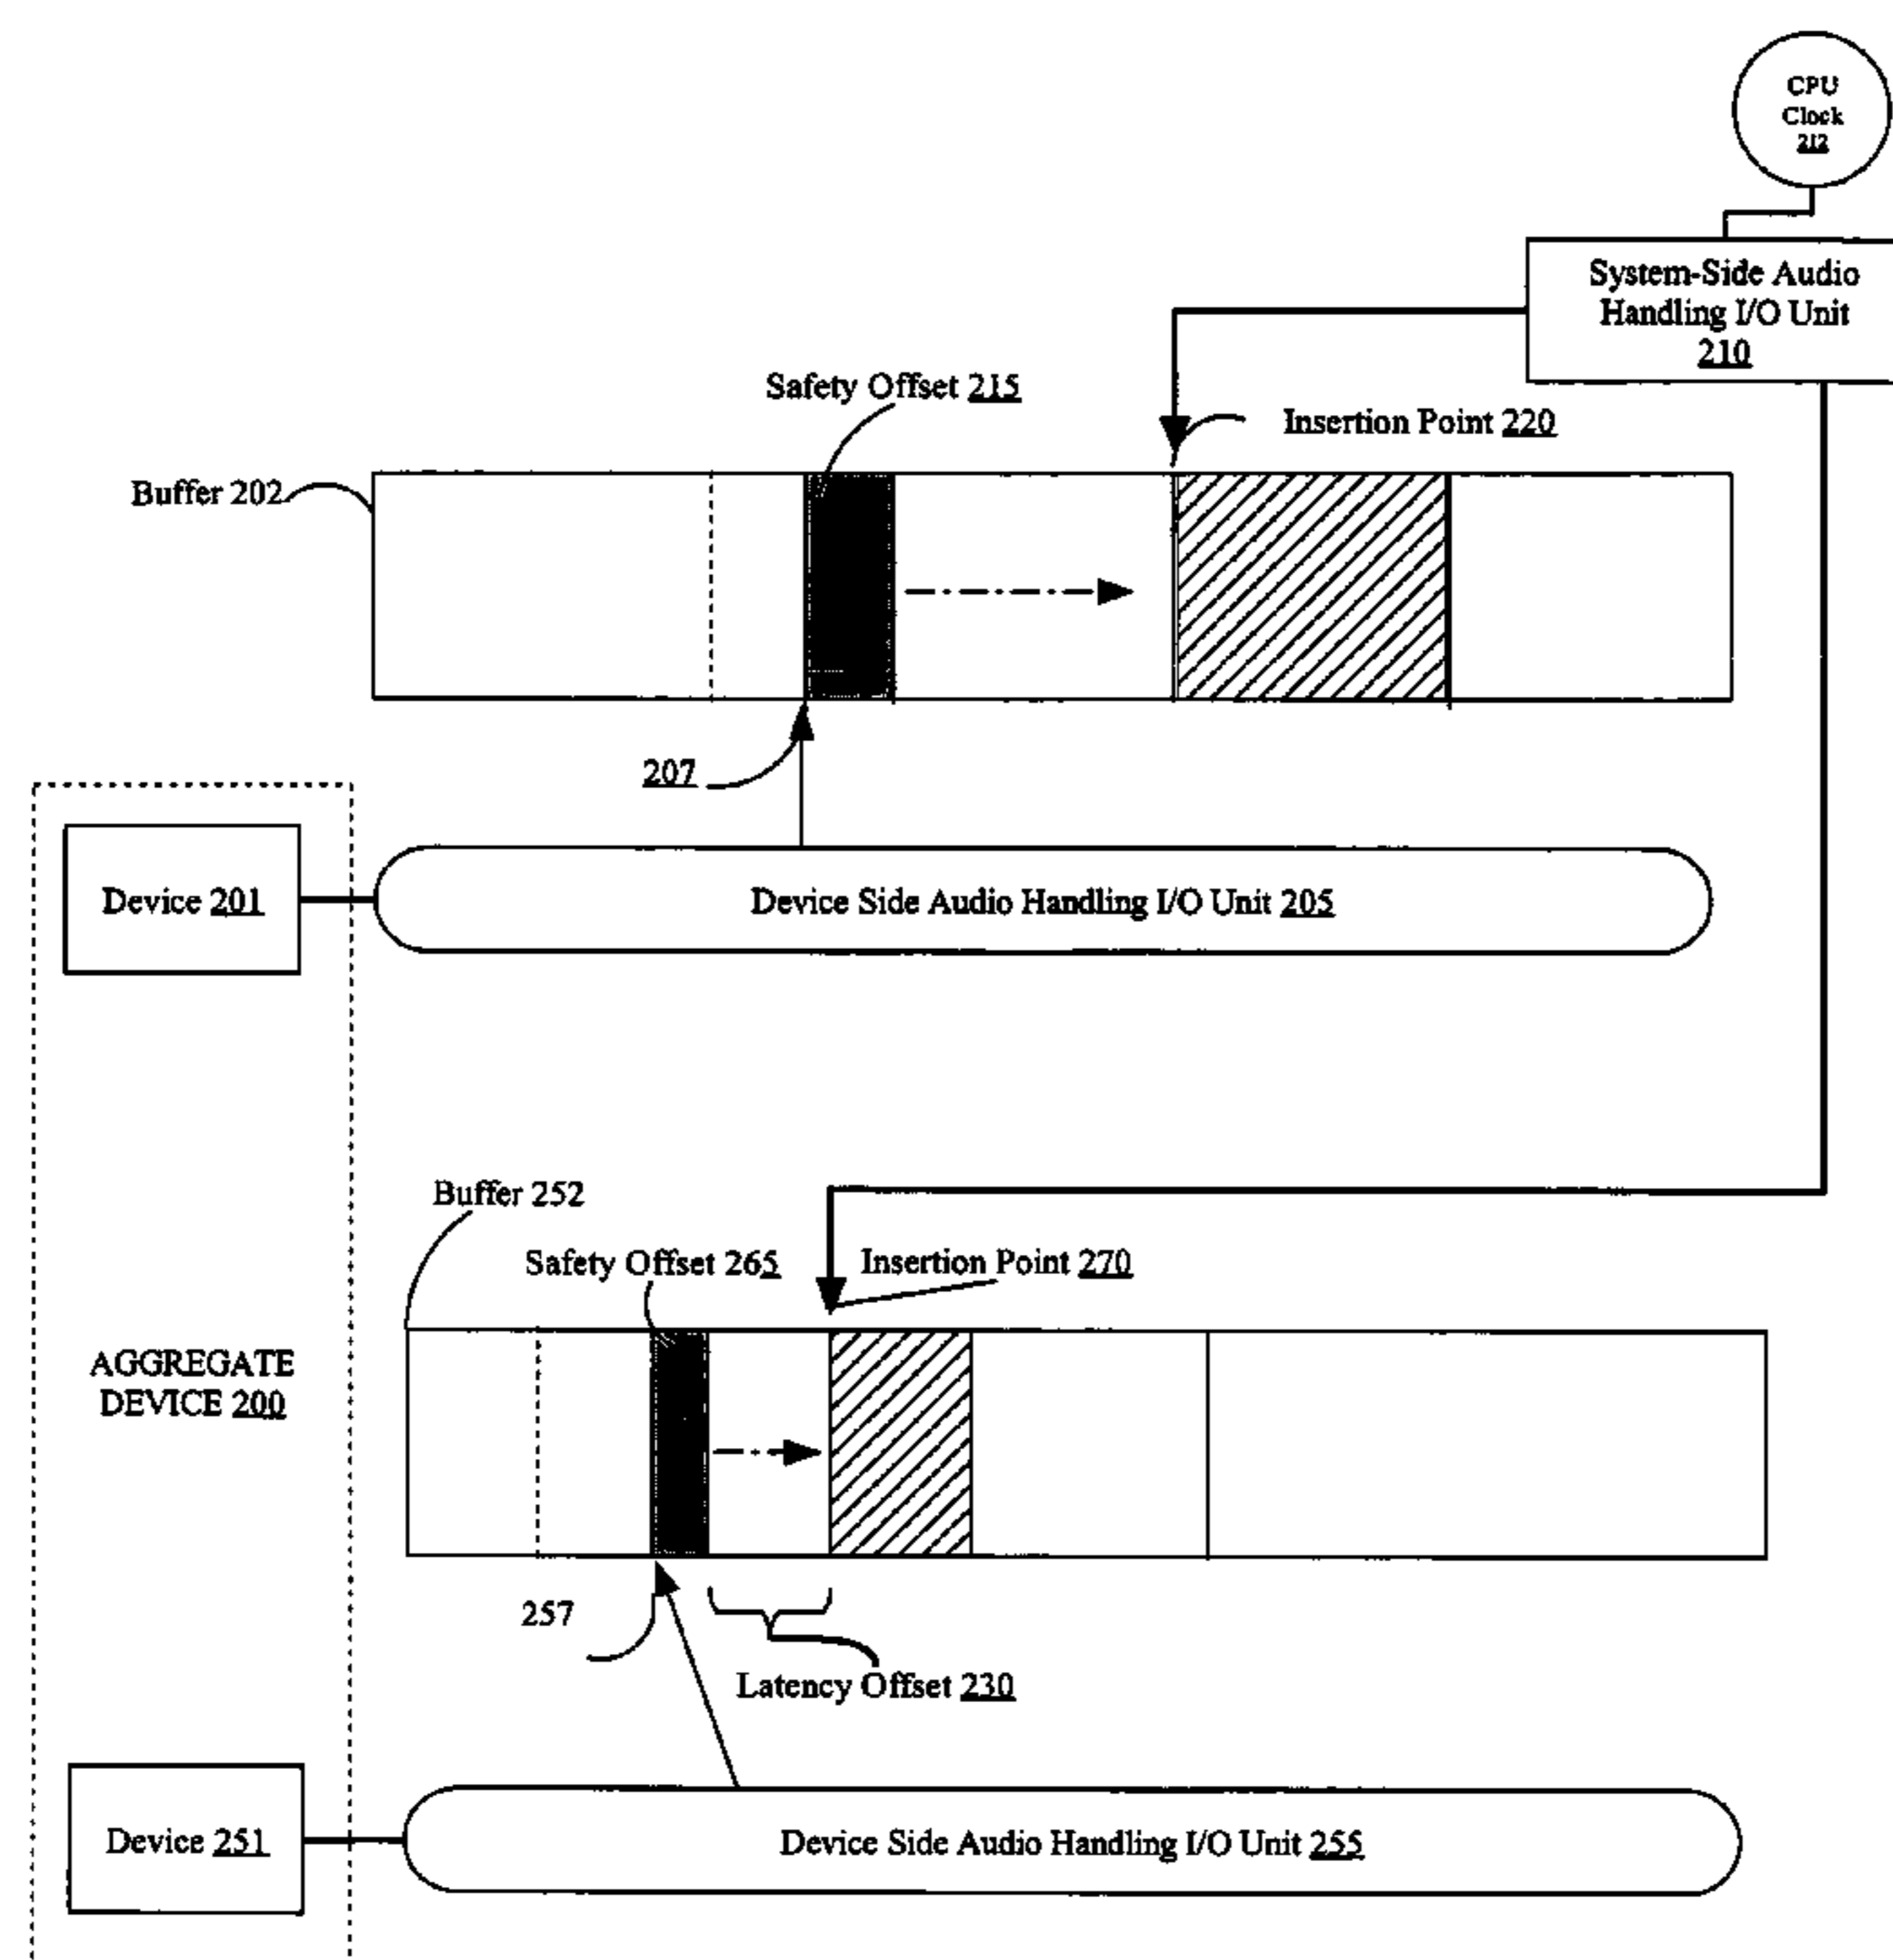 CPU
Clock
212
System-Side Audio
Handling I/O Unit
210
Safety Offset 215
Insertion Point 220
Buffer 202
207
Device 201
Device Side Audio Handling I/O Unit 205
Buffer 252
Safety Offset 265
Insertion Point 270
AGGREGATE
DEVICE 200
257
Latency Offset 230
Device 251
Device Side Audio Handling I/O Unit 255